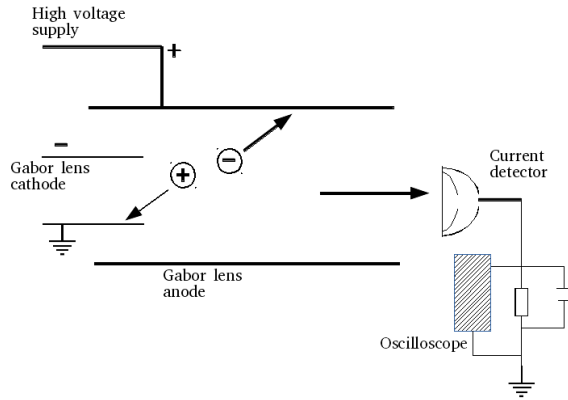 High voltage
supply
+
−
Gabor lens
cathode
+
−
Current
detector
Gabor lens
anode
Oscilloscope